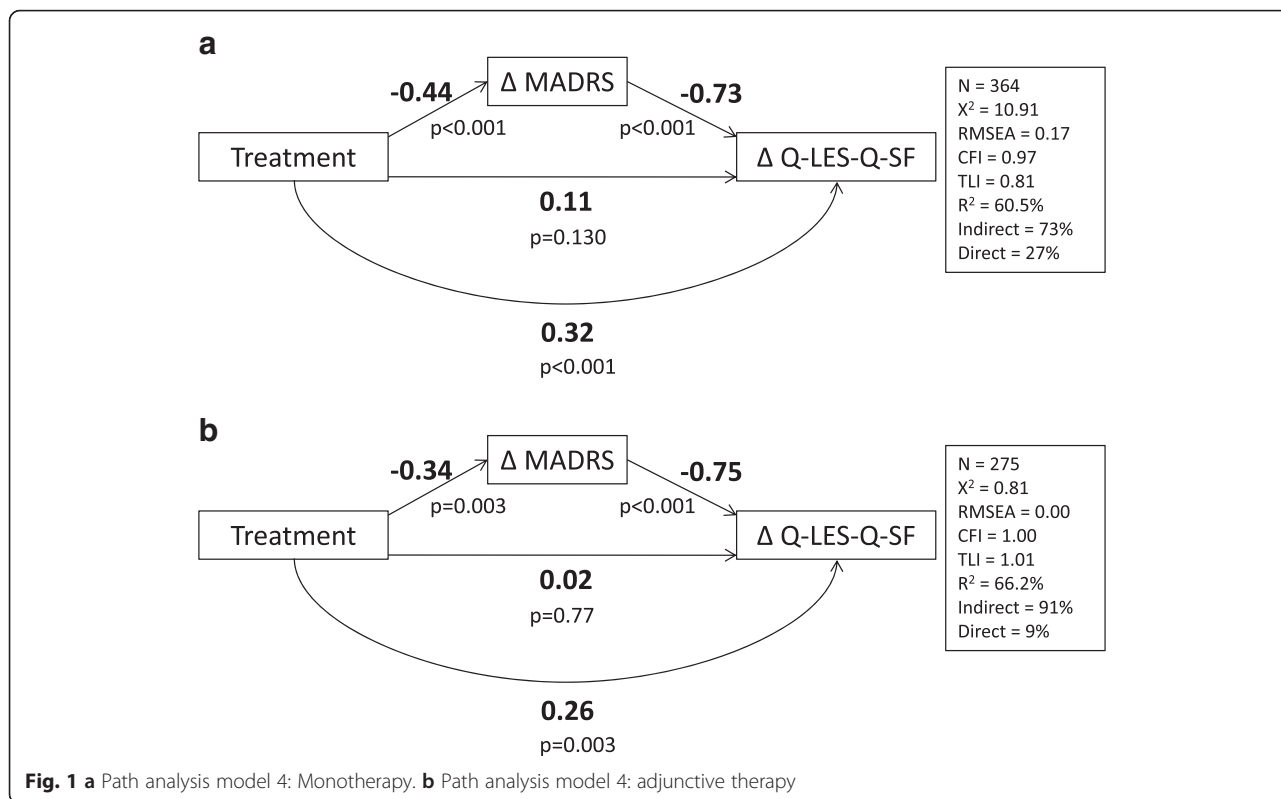 a
Δ MADRS
-0.44
-0.73
p<0.001
p<0.001
Treatment
Δ Q-LES-Q-SF
0.11
p=0.130
0.32
p<0.001
N = 364
X² = 10.91
RMSEA = 0.17
CFI = 0.97
TLI = 0.81
R² = 60.5%
Indirect = 73%
Direct = 27%
b
Δ MADRS
-0.34
-0.75
p=0.003
p<0.001
Treatment
Δ Q-LES-Q-SF
0.02
p=0.77
0.26
p=0.003
N = 275
X² = 0.81
RMSEA = 0.00
CFI = 1.00
TLI = 1.01
R² = 66.2%
Indirect = 91%
Direct = 9%
Fig. 1 a Path analysis model 4: Monotherapy. b Path analysis model 4: adjunctive therapy